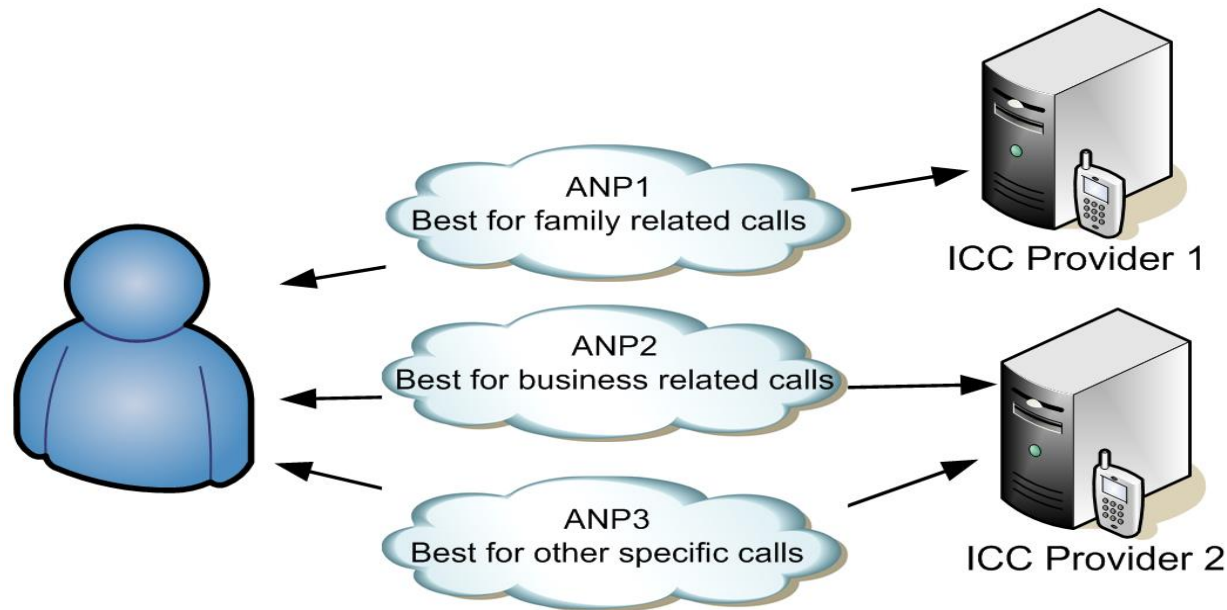 ANP1
Best for family related calls
ICC Provider 1
ANP2
Best for business related calls
ANP3
Best for other specific calls
ICC Provider 2